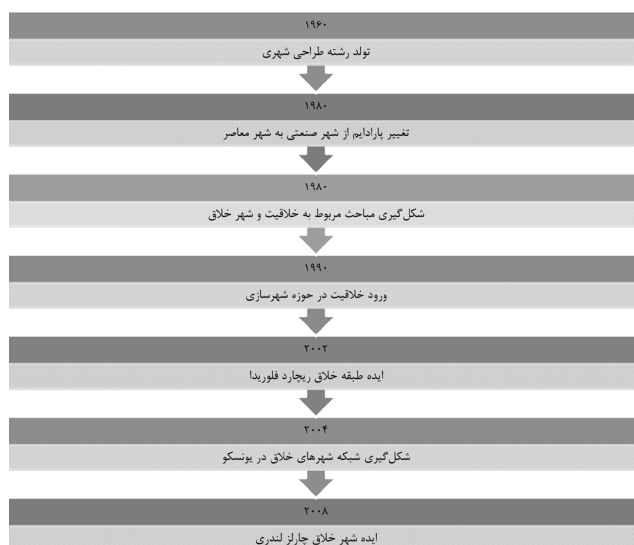 ۱۹۶۰
تولد رشته طراحی شهری
۱۹۸۰
تغییر پارادایم از شهر صنعتی به شهر معاصر
۱۹۸۰
شکل‌گیری مباحث مربوط به خلاقیت و شهر خلاق
۱۹۹۰
ورود خلاقیت در حوزه شهرسازی
۲۰۰۲
ایده طبقه خلاق ریچارد فلوریدا
۲۰۰۴
شکل‌گیری شبکه شهرهای خلاق در یونسکو
۲۰۰۸
ایده شهر خلاق چارلز لندری